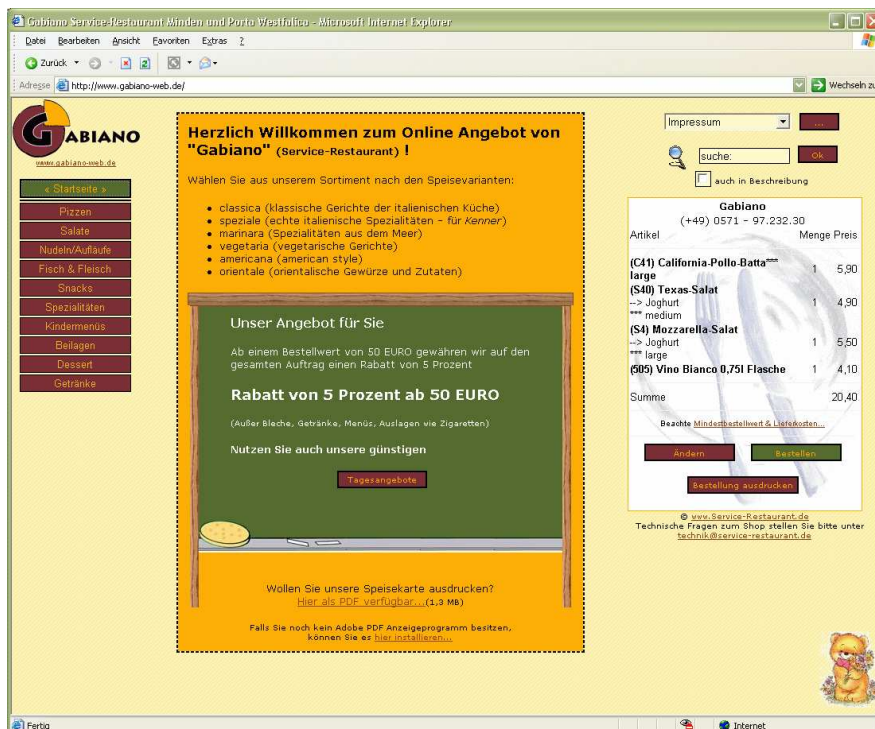 Gabiano Service-Restaurant Minden und Porta Westfalica - Microsoft Internet Explorer
Datei Bearbeiten Ansicht Favoriten Extras ?
Zurück
Adresse http://www.gabiano-web.de/ Wechseln zu
GABIANO
www.gabiano-web.de
« Startseite »
Pizzen
Salate
Nudeln/Aufläufe
Fisch & Fleisch
Snacks
Spezialitäten
Kindermenüs
Beilagen
Dessert
Getränke
Herzlich Willkommen zum Online Angebot von
"Gabiano" (Service-Restaurant) !
Wählen Sie aus unserem Sortiment nach den Speisevarianten:
• classica (klassische Gerichte der italienischen Küche)
• speziale (echte italienische Spezialitäten - für Kenner)
• marinara (Spezialitäten aus dem Meer)
• vegetaria (vegetarische Gerichte)
• americana (american style)
• orientale (orientalische Gewürze und Zutaten)
Unser Angebot für Sie
Ab einem Bestellwert von 50 EURO gewähren wir auf den
gesamten Auftrag einen Rabatt von 5 Prozent
Rabatt von 5 Prozent ab 50 EURO
(Außer Bleche, Getränke, Menüs, Auslagen wie Zigaretten)
Nutzen Sie auch unsere günstigen
Tagesangebote
Wollen Sie unsere Speisekarte ausdrucken?
Hier als PDF verfügbar...(1,3 MB)
Falls Sie noch kein Adobe PDF Anzeigeprogramm besitzen,
können Sie es hier installieren...
Impressum ...
suche: Ok
auch in Beschreibung
Gabiano
(+49) 0571 - 97.232.30
Artikel Menge Preis
(C41) California-Pollo-Batta*** 1 5,90
large
(S40) Texas-Salat
--> Joghurt 1 4,90
*** medium
(S4) Mozzarella-Salat
--> Joghurt 1 5,50
*** large
(505) Vino Bianco 0,75l Flasche 1 4,10
Summe 20,40
Beachte Mindestbestellwert & Lieferkosten...
Ändern Bestellen
Bestellung ausdrucken
© www.Service-Restaurant.de
Technische Fragen zum Shop stellen Sie bitte unter
technik@service-restaurant.de
Fertig Internet